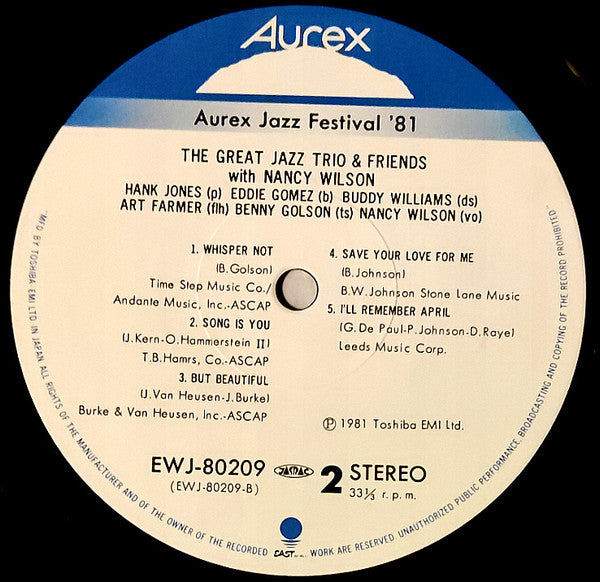 Aurex
Aurex Jazz Festival '81
THE GREAT JAZZ TRIO & FRIENDS
with NANCY WILSON
HANK JONES (p) EDDIE GOMEZ (b) BUDDY WILLIAMS (ds)
ART FARMER (flh) BENNY GOLSON (ts) NANCY WILSON (vo)
1. WHISPER NOT
(B.Golson)
Time Step Music Co./
Andante Music, Inc.-ASCAP
2. SONG IS YOU
(J.Kern-O.Hammerstein II)
T.B.Hamrs, Co.-ASCAP
3. BUT BEAUTIFUL
(J.Van Heusen-J.Burke)
Burke & Van Heusen, Inc.-ASCAP
4. SAVE YOUR LOVE FOR ME
(B.Johnson)
B.W.Johnson Stone Lane Music
5. I'LL REMEMBER APRIL
(G.De Paul-P.Johnson-D.Raye)
Leeds Music Corp.
℗ 1981 Toshiba EMI Ltd.
EWJ-80209
(EWJ-80209-B)
JASRAC
2 STEREO
33⅓ r.p.m.
EAST
"MF'D BY TOSHIBA EMI LTD IN JAPAN ALL RIGHTS OF THE MANUFACTURER AND OF THE OWNER OF THE RECORDED WORK ARE RESERVED. UNAUTHORIZED PUBLIC PERFORMANCE, BROADCASTING AND COPYING OF THE RECORD PROHIBITED"